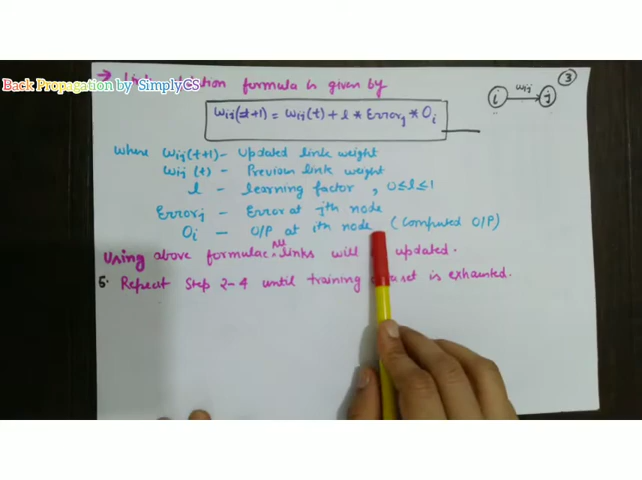 Back Propagation by SimplyCS
→ formula is given by
3
i wij j
wij(t+1) = wij(t) + l * Errorj * Oi
where wij(t+1) - Updated link weight
wij(t) - Previous link weight
l - learning factor , 0≤l≤1
Errorj - Error at jth node
Oi - O/P at ith node (Computed O/P)
Using above formulae all links will updated.
5. Repeat Step 2-4 until training is exhausted.